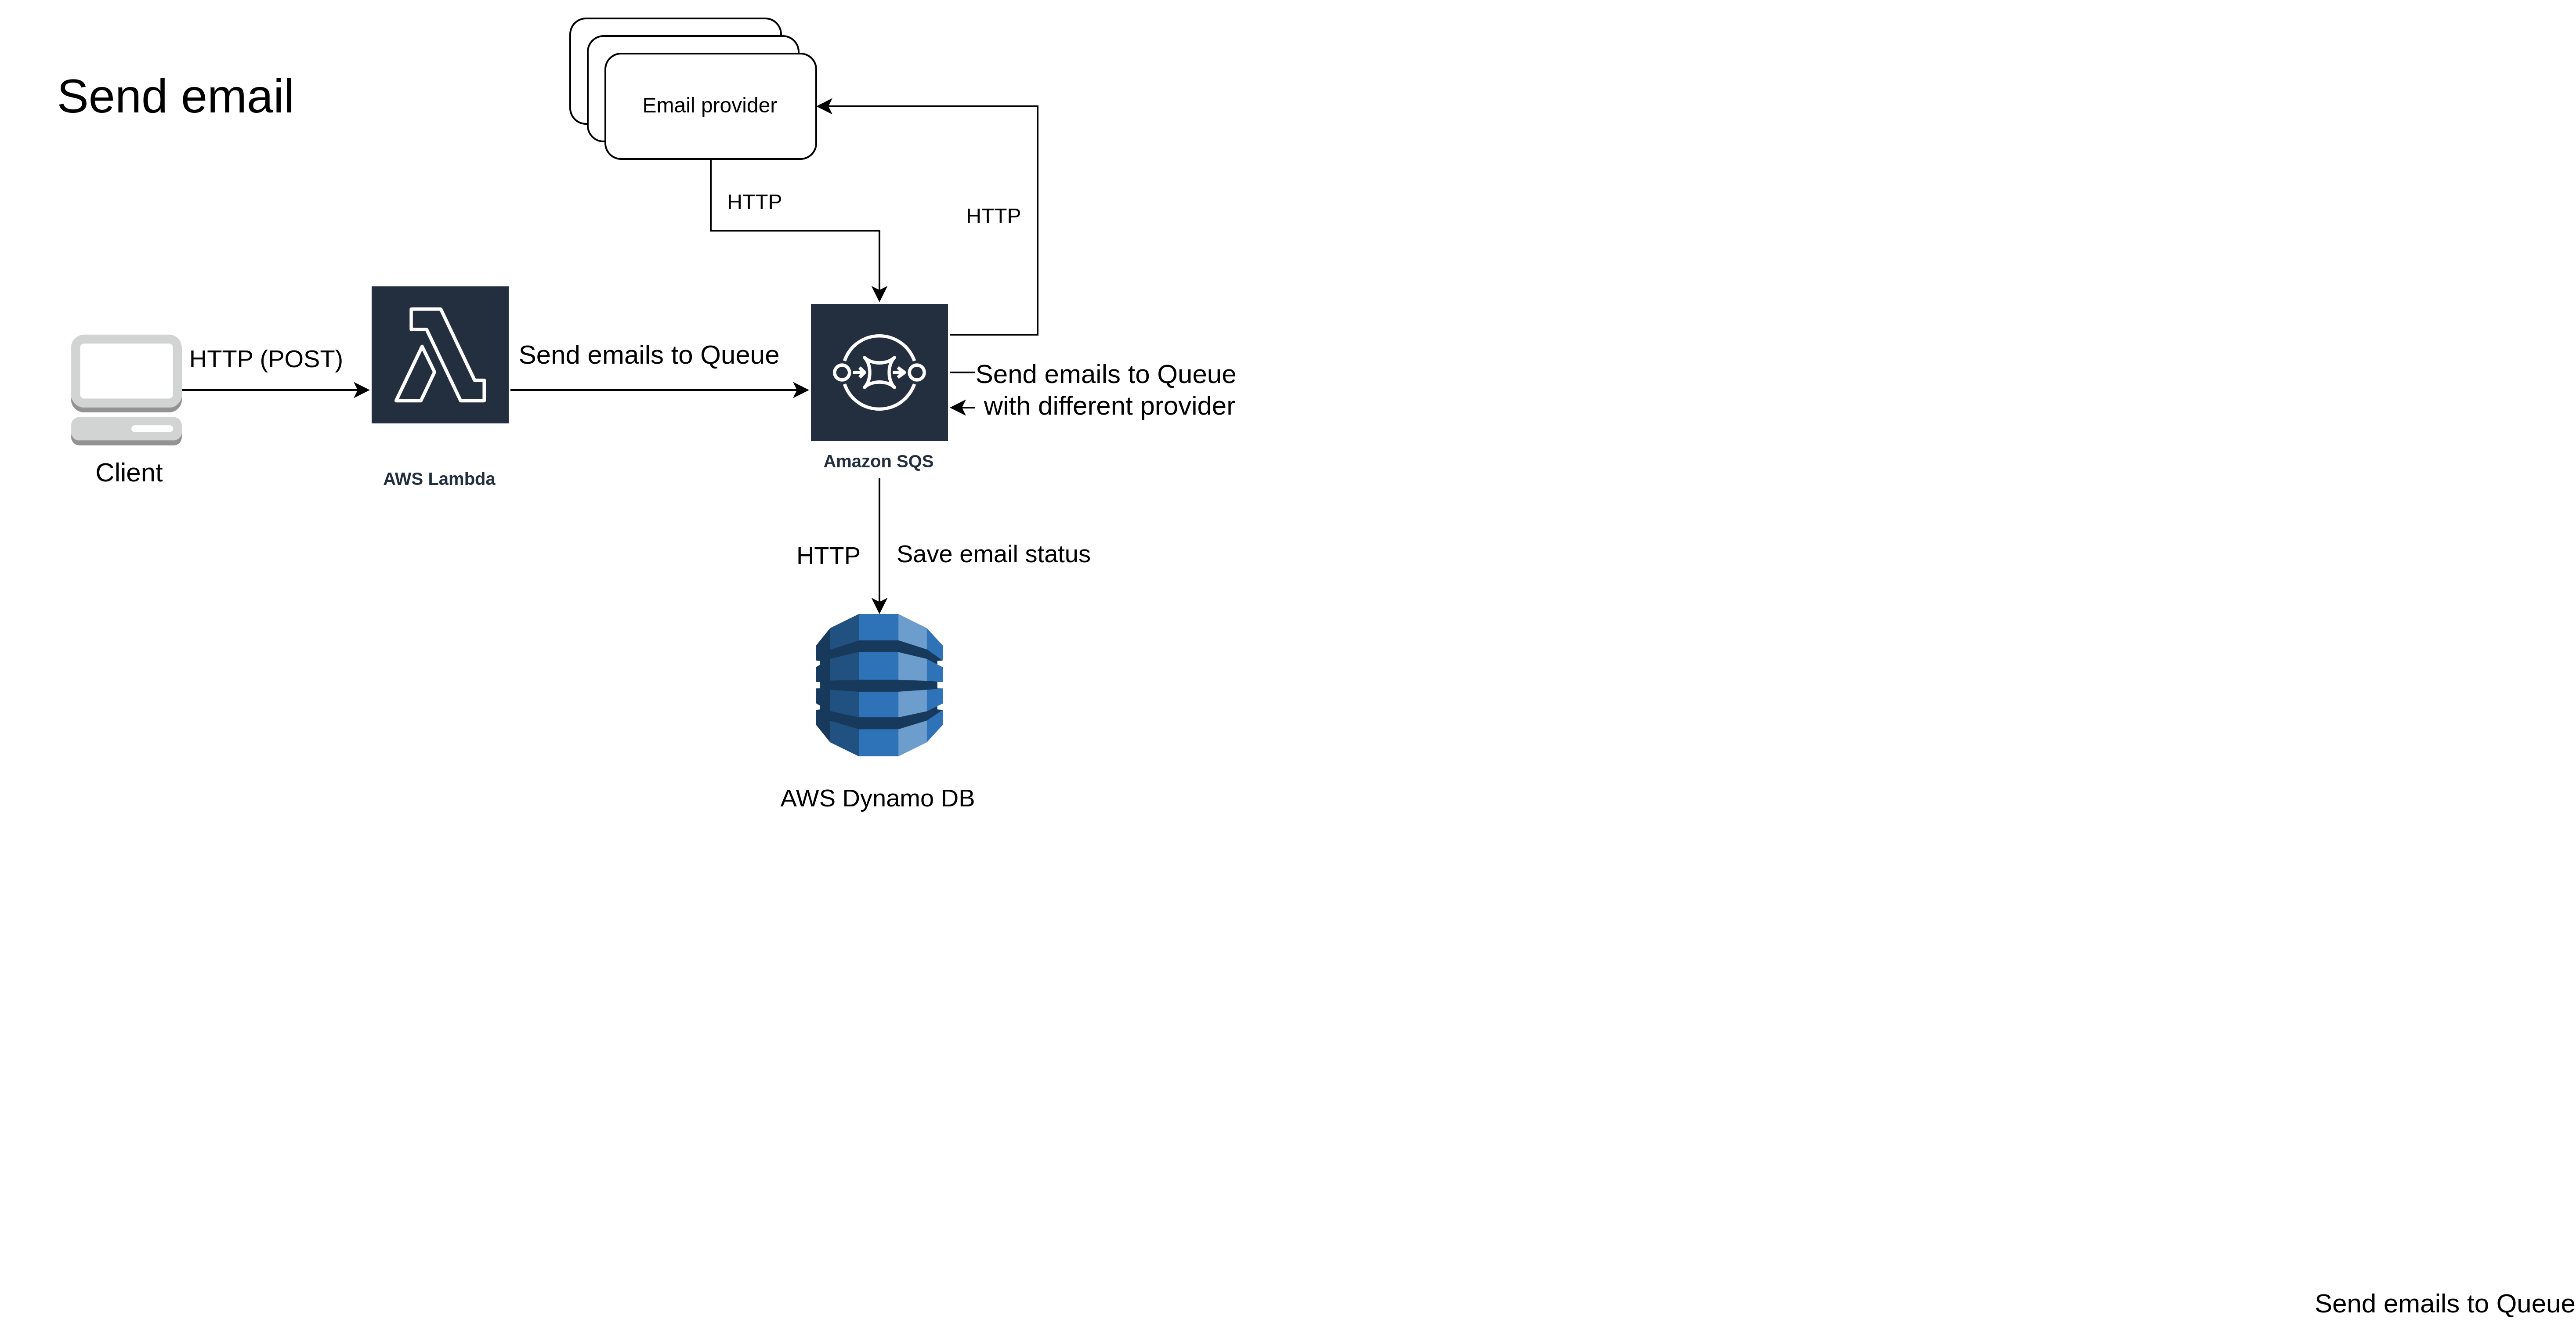 Send email
Email provider
HTTP
HTTP
HTTP (POST)
Send emails to Queue
Send emails to Queue
with different provider
Client
AWS Lambda
Amazon SQS
HTTP
Save email status
AWS Dynamo DB
Send emails to Queue